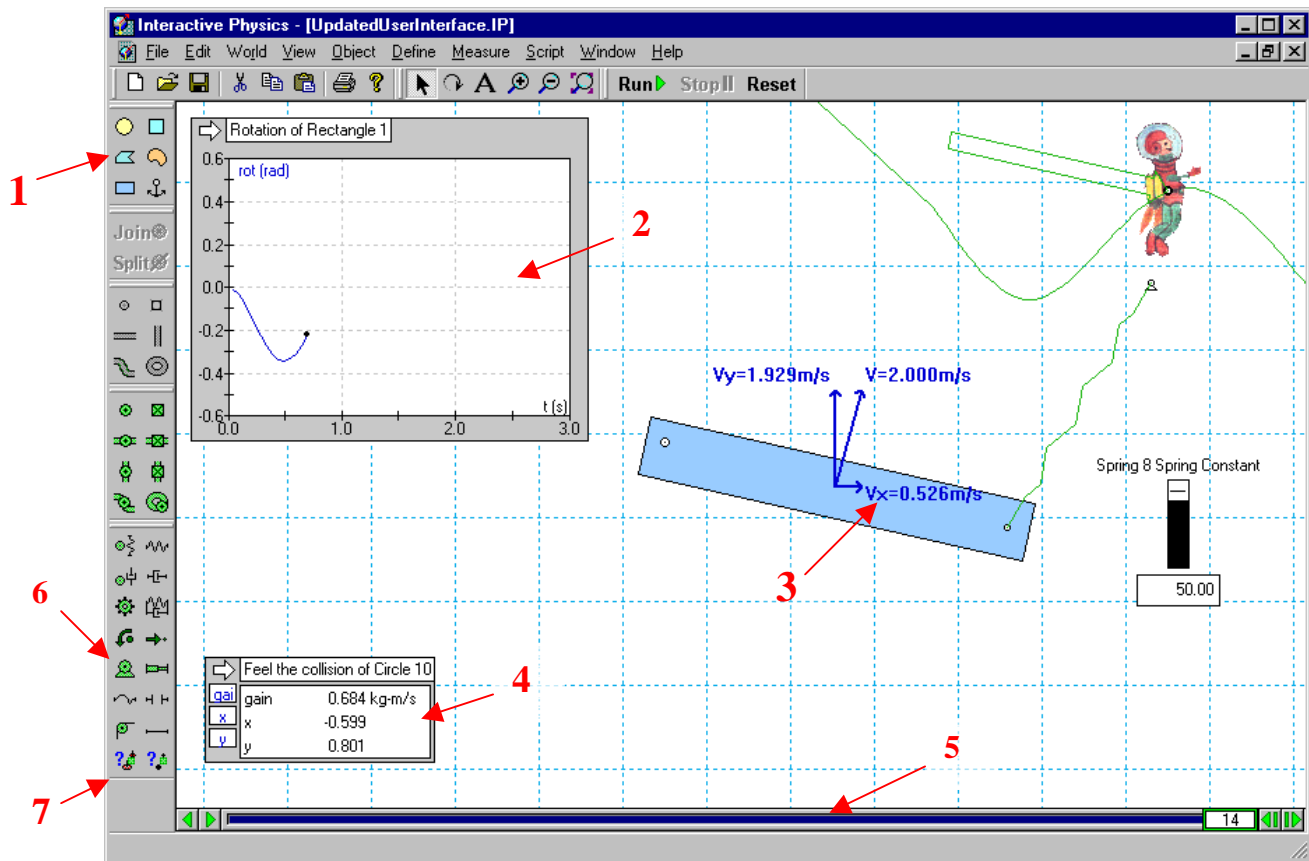 Interactive Physics - [UpdatedUserInterface.IP]
File Edit World View Object Define Measure Script Window Help
Run Stop Reset
1
Join
Split
6
7
Rotation of Rectangle 1
rot (rad)
0.6
0.4
0.2
0.0
-0.2
-0.4
-0.6
0.0 1.0 2.0 3.0
t (s)
2
Vy=1.929m/s V=2.000m/s
Vx=0.526m/s
3
Spring 8 Spring Constant
50.00
Feel the collision of Circle 10
gai gain 0.684 kg-m/s
x x -0.599
y y 0.801
4
5
14